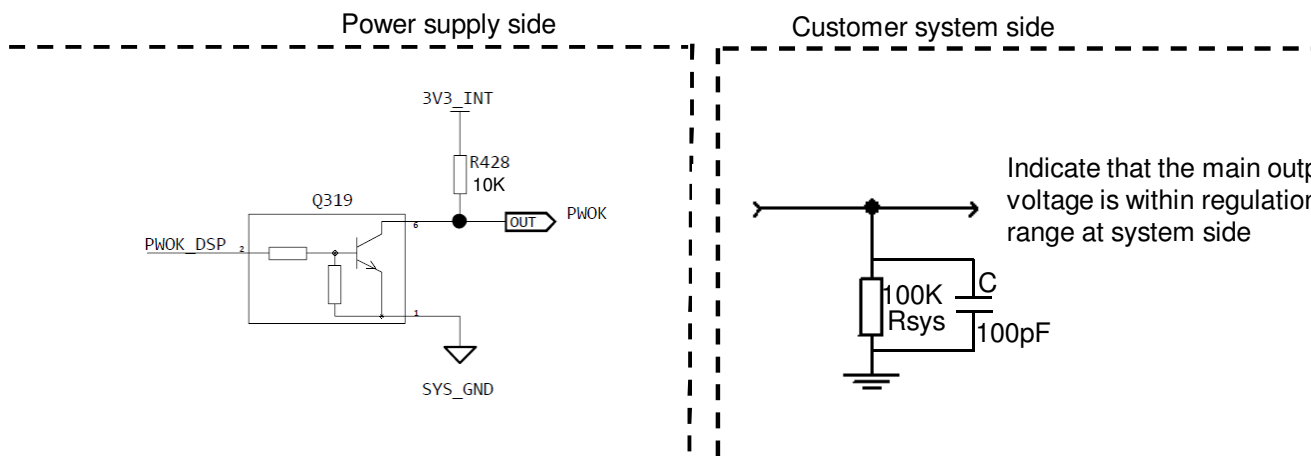 Power supply side
Customer system side
3V3_INT
R428
10K
Q319
6
OUT
PWOK
PWOK_DSP
2
1
SYS_GND
Indicate that the main outp
voltage is within regulation
range at system side
100K
Rsys
C
100pF